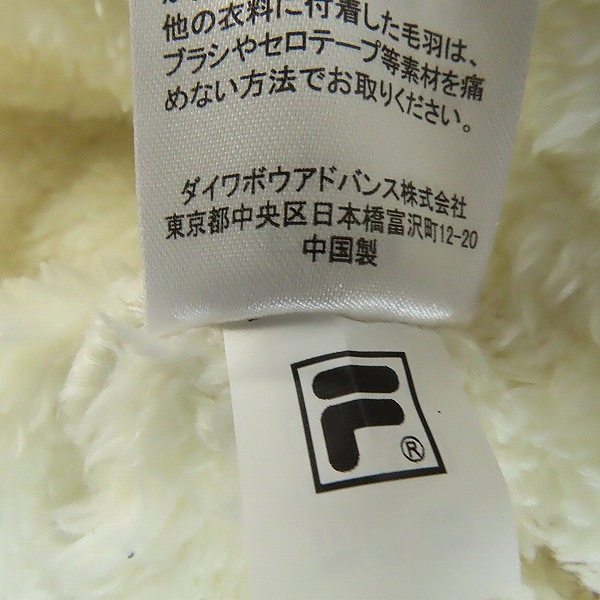 他の衣料に付着した毛羽は、
ブラシやセロテープ等素材を痛
めない方法でお取りください。
ダイワボウアドバンス株式会社
東京都中央区日本橋富沢町12-20
中国製
F
®